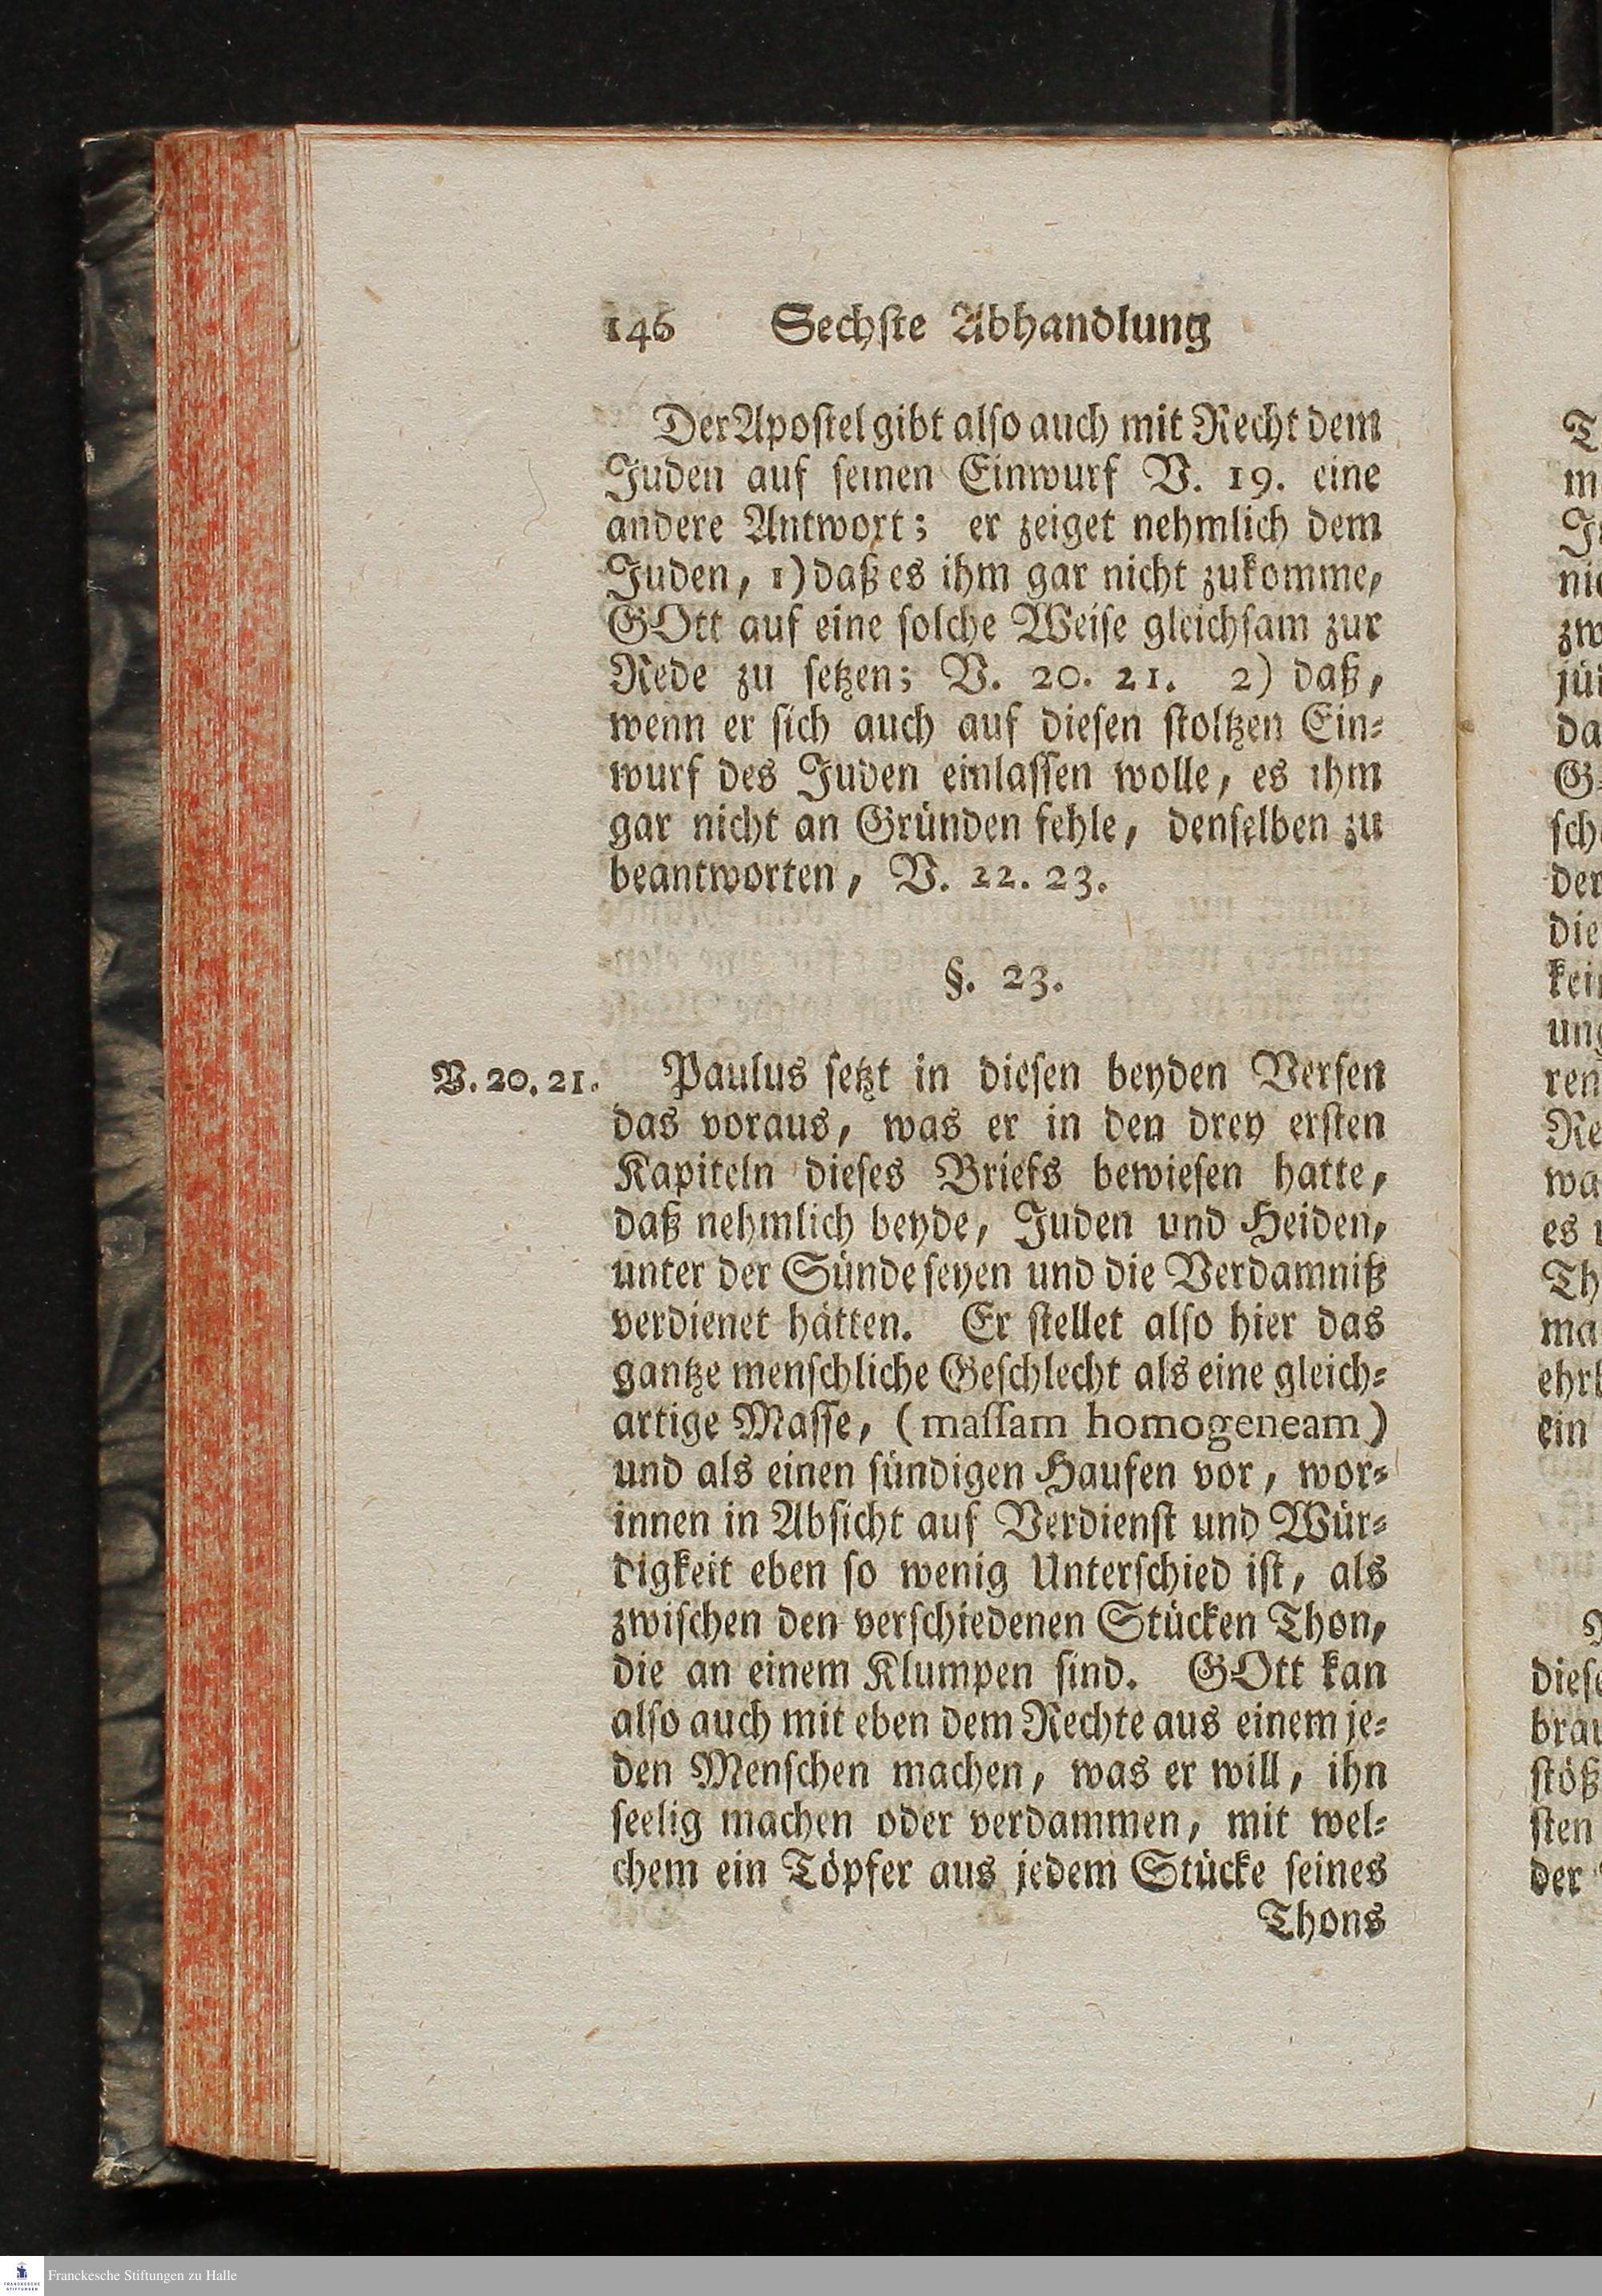 146 Sechste Abhandlung
Der Apostel gibt also auch mit Recht dem
Juden auf seinen Einwurf V. 19. eine
andere Antwort; er zeiget nehmlich dem
Juden, 1) daß es ihm gar nicht zukomme,
GOtt auf eine solche Weise gleichsam zur
Rede zu setzen; V. 20. 21. 2) daß,
wenn er sich auch auf diesen stoltzen Ein-
wurf des Juden einlassen wolle, es ihm
gar nicht an Gründen fehle, denselben zu
beantworten, V. 22. 23.
§. 23.
V. 20. 21. Paulus setzt in diesen beyden Versen
das voraus, was er in den drey ersten
Kapiteln dieses Briefs bewiesen hatte,
daß nehmlich beyde, Juden und Heiden,
unter der Sünde seyen und die Verdamniß
verdienet hätten. Er stellet also hier das
gantze menschliche Geschlecht als eine gleich-
artige Masse, (massam homogeneam)
und als einen sündigen Haufen vor, wor-
innen in Absicht auf Verdienst und Wür-
digkeit eben so wenig Unterschied ist, als
zwischen den verschiedenen Stücken Thon,
die an einem Klumpen sind. GOtt kan
also auch mit eben dem Rechte aus einem je-
den Menschen machen, was er will, ihn
seelig machen oder verdammen, mit wel-
chem ein Töpfer aus jedem Stücke seines
Thons
Franckesche Stiftungen zu Halle